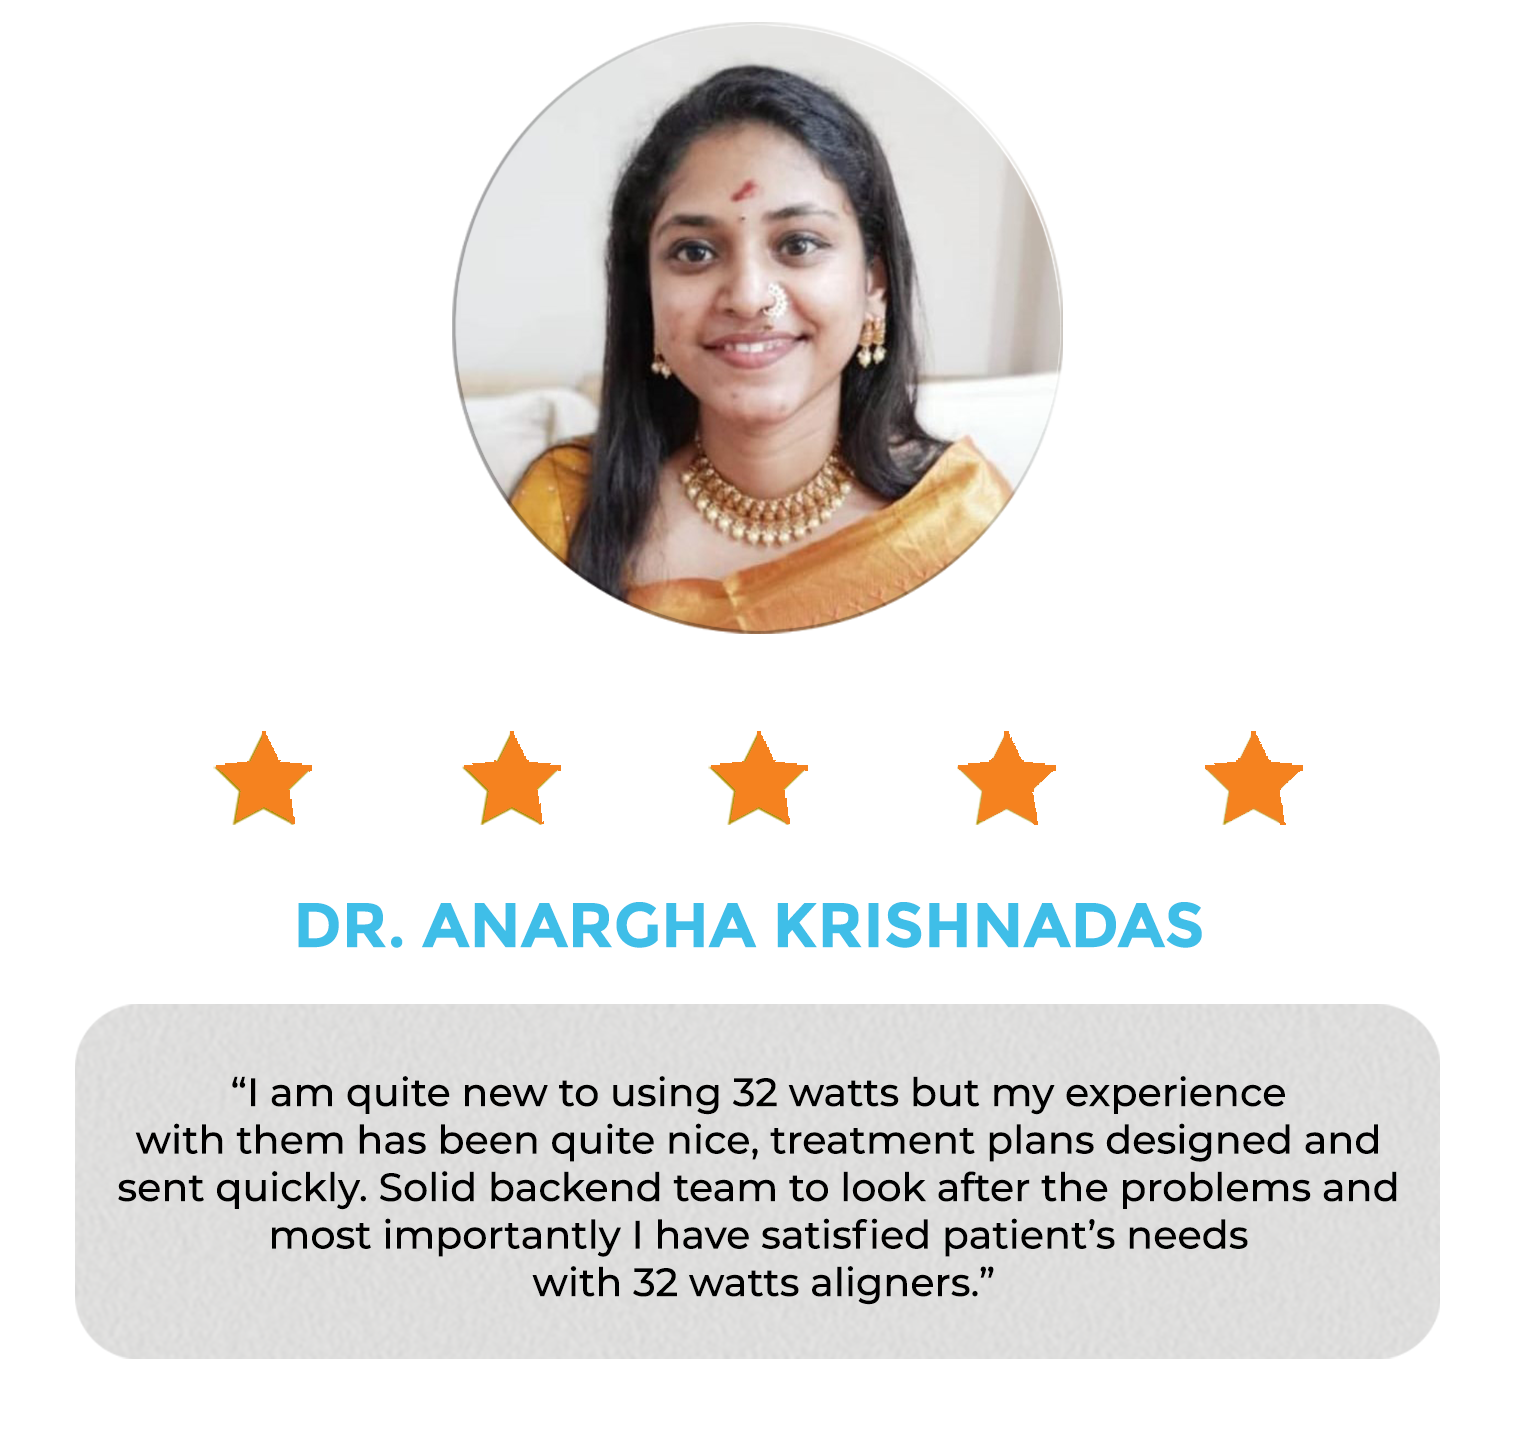 DR. ANARGHA KRISHNADAS
“I am quite new to using 32 watts but my experience
with them has been quite nice, treatment plans designed and
sent quickly. Solid backend team to look after the problems and
most importantly I have satisfied patient’s needs
with 32 watts aligners.”